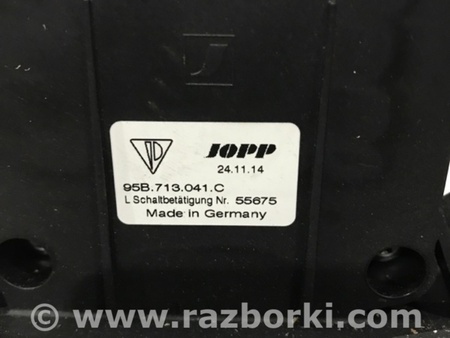 JOPP
24.11.14
95B.713.041.C
L Schaltbetätigung Nr. 55675
Made in Germany
© www.razborki.com